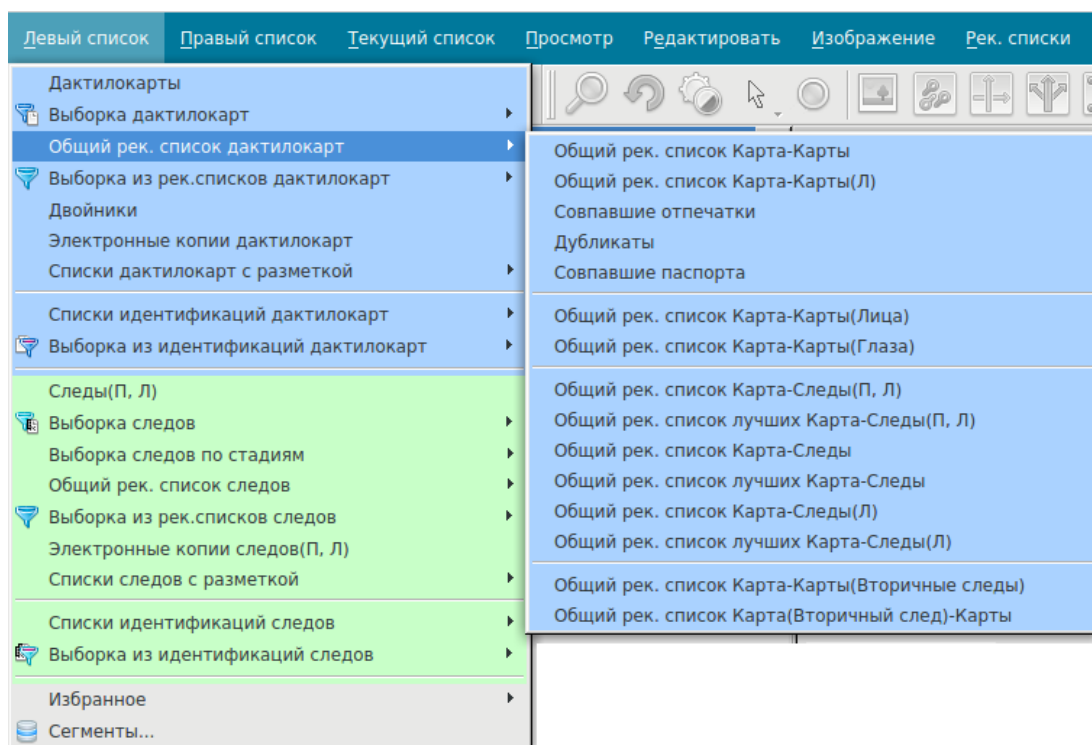 Левый список Правый список Текущий список Просмотр Редактировать Изображение Рек. списки
Дактилокарты
Выборка дактилокарт
Общий рек. список дактилокарт
Выборка из рек.списков дактилокарт
Двойники
Электронные копии дактилокарт
Списки дактилокарт с разметкой
Списки идентификаций дактилокарт
Выборка из идентификаций дактилокарт
Следы(П, Л)
Выборка следов
Выборка следов по стадиям
Общий рек. список следов
Выборка из рек.списков следов
Электронные копии следов(П, Л)
Списки следов с разметкой
Списки идентификаций следов
Выборка из идентификаций следов
Избранное
Сегменты...
Общий рек. список Карта-Карты
Общий рек. список Карта-Карты(Л)
Совпавшие отпечатки
Дубликаты
Совпавшие паспорта
Общий рек. список Карта-Карты(Лица)
Общий рек. список Карта-Карты(Глаза)
Общий рек. список Карта-Следы(П, Л)
Общий рек. список лучших Карта-Следы(П, Л)
Общий рек. список Карта-Следы
Общий рек. список лучших Карта-Следы
Общий рек. список Карта-Следы(Л)
Общий рек. список лучших Карта-Следы(Л)
Общий рек. список Карта-Карты(Вторичные следы)
Общий рек. список Карта(Вторичный след)-Карты